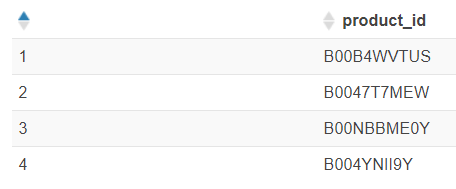 product_id
1 B00B4WVTUS
2 B0047T7MEW
3 B00NBBME0Y
4 B004YNII9Y